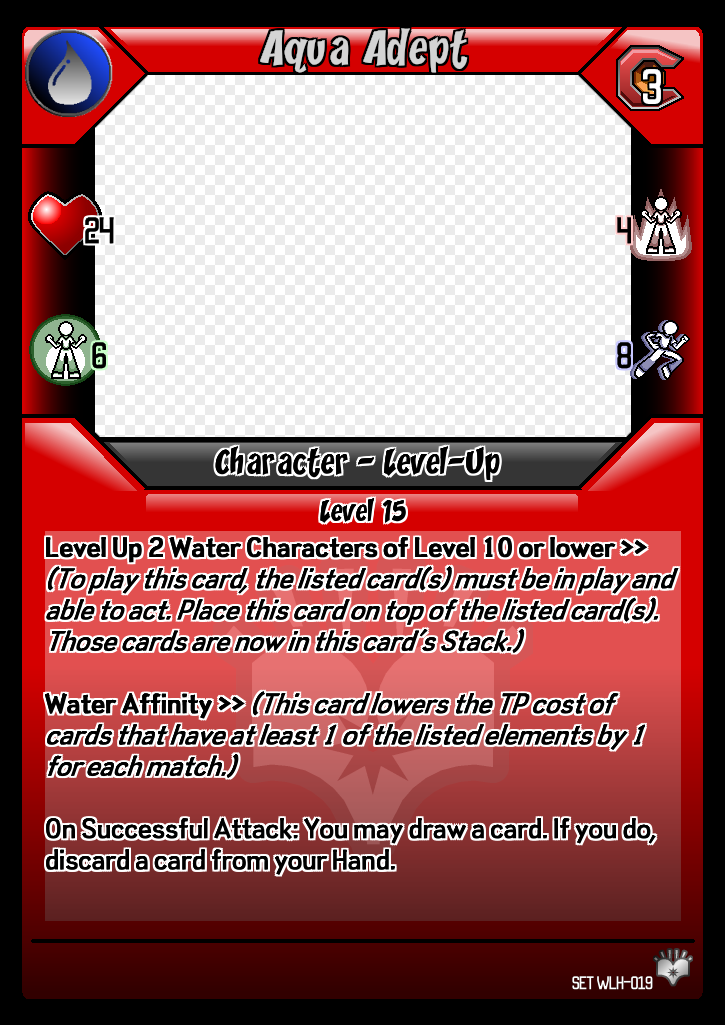 Aqua Adept
3
24
4
6
8
Character - Level-Up
Level 15
Level Up 2 Water Characters of Level 10 or lower >>
(To play this card, the listed card(s) must be in play and
able to act. Place this card on top of the listed card(s).
Those cards are now in this card's Stack.)
Water Affinity >> (This card lowers the TP cost of
cards that have at least 1 of the listed elements by 1
for each match.)
On Successful Attack: You may draw a card. If you do,
discard a card from your Hand.
SET WLH-019